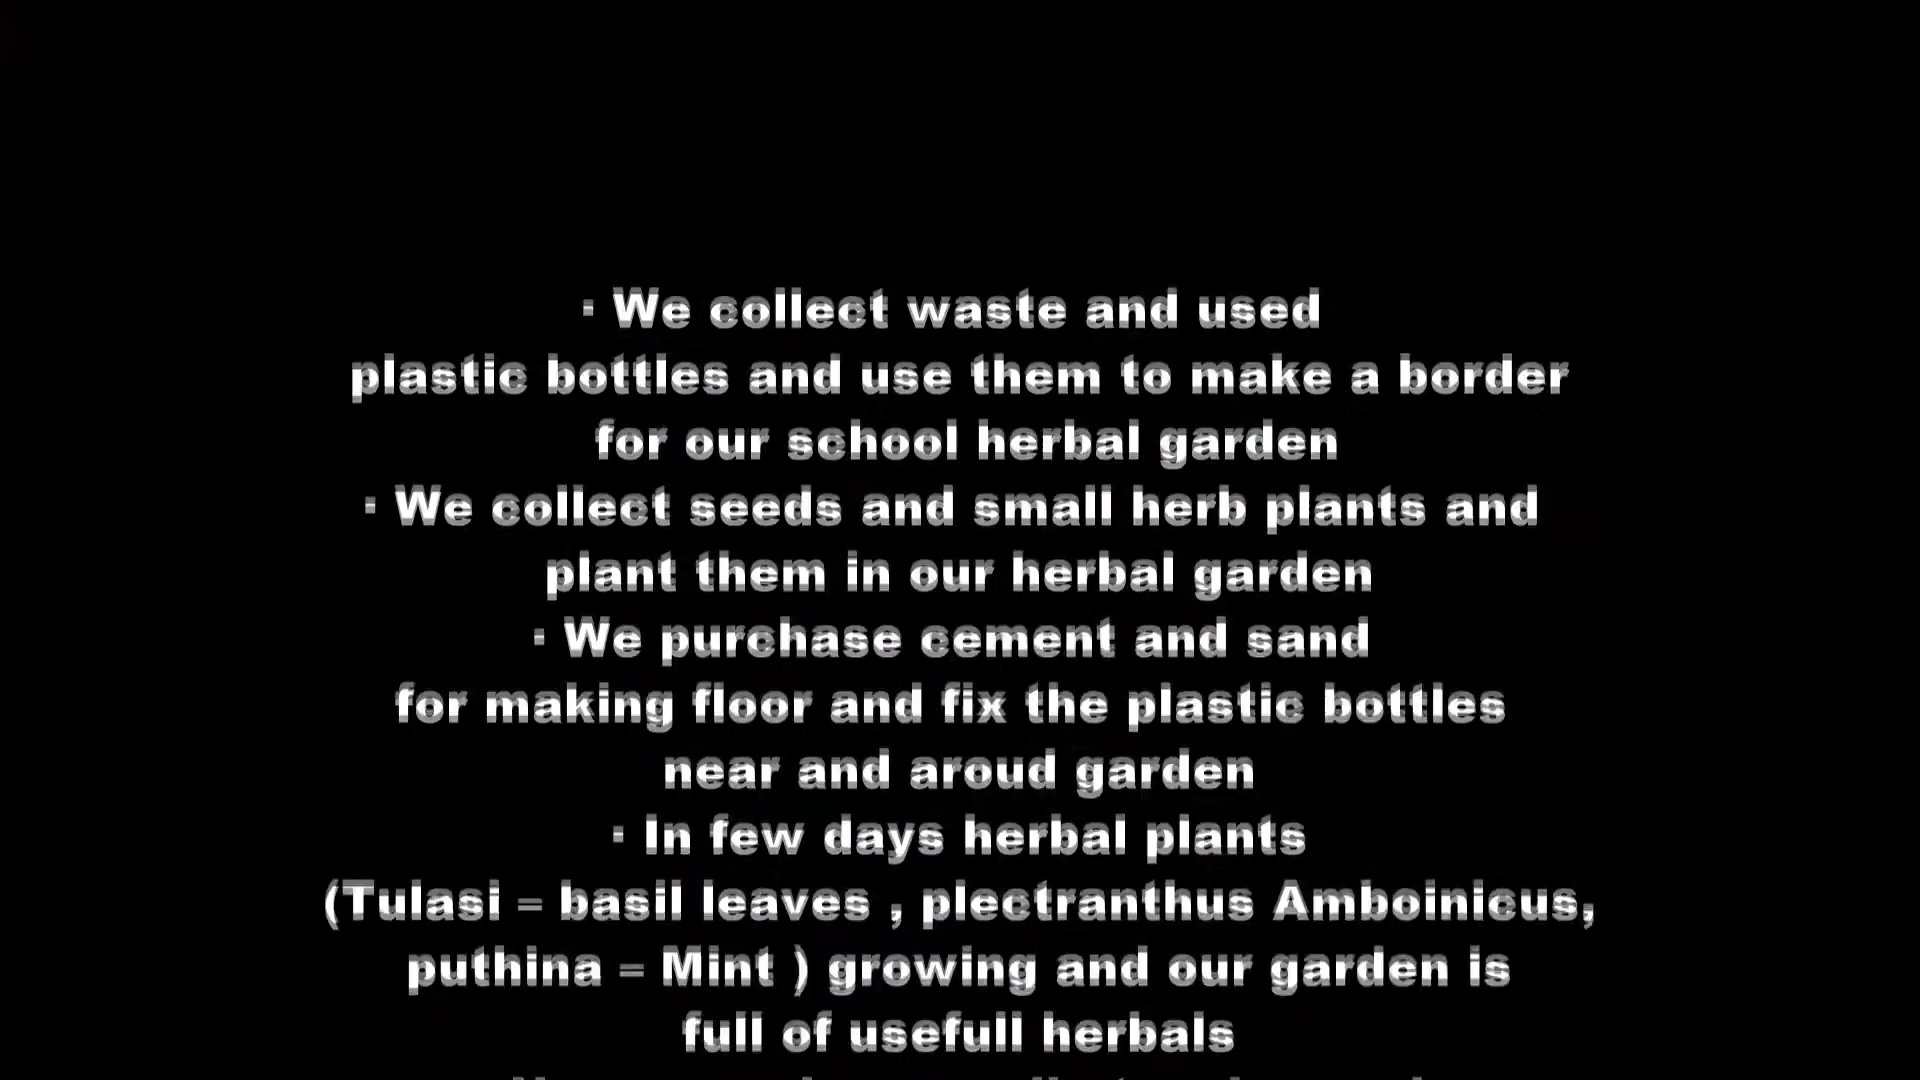 · We collect waste and used
plastic bottles and use them to make a border
for our school herbal garden
· We collect seeds and small herb plants and
plant them in our herbal garden
· We purchase cement and sand
for making floor and fix the plastic bottles
near and aroud garden
· In few days herbal plants
(Tulasi = basil leaves , plectranthus Amboinicus,
puthina = Mint ) growing and our garden is
full of usefull herbals